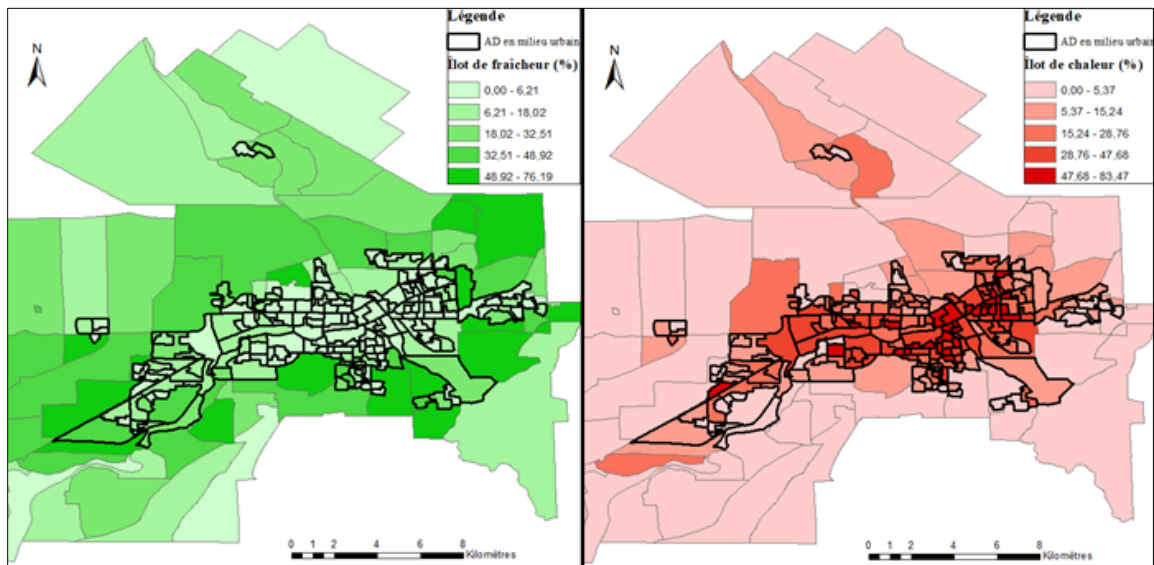 Légende
AD en milieu urbain
Îlot de fraîcheur (%)
0,00 - 6,21
6,21 - 18,02
18,02 - 32,51
32,51 - 48,92
48,92 - 76,19
N
0 1 2 4 6 8
Kilomètres
Légende
AD en milieu urbain
Îlot de chaleur (%)
0,00 - 5,37
5,37 - 15,24
15,24 - 28,76
28,76 - 47,68
47,68 - 83,47
N
0 1 2 4 6 8
Kilomètres